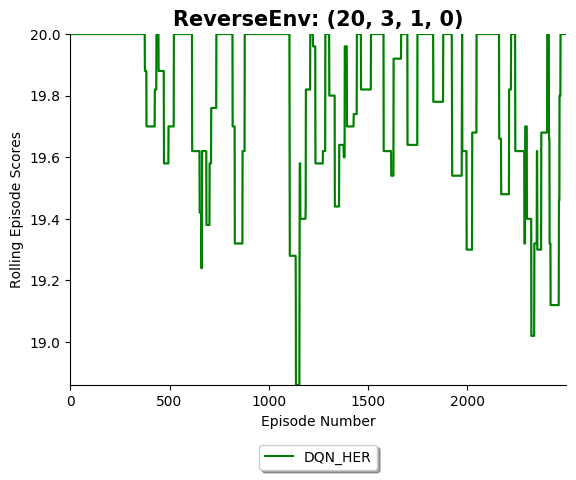 ReverseEnv: (20, 3, 1, 0)
Rolling Episode Scores
20.0
19.8
19.6
19.4
19.2
19.0
0
500
1000
1500
2000
Episode Number
DQN_HER